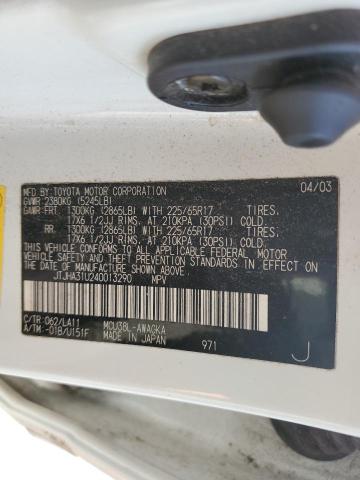 MFD. BY: TOYOTA MOTOR CORPORATION 04/03
GVWR: 2380KG (5245LB)
GAWR: FRT. 1300KG (2865LB) WITH 225/65R17 TIRES,
17X6 1/2JJ RIMS, AT 210KPA (30PSI) COLD.
RR. 1300KG (2865LB) WITH 225/65R17 TIRES,
17X6 1/2JJ RIMS, AT 210KPA (30PSI) COLD.
THIS VEHICLE CONFORMS TO ALL APPLICABLE FEDERAL MOTOR
VEHICLE SAFETY AND BUMPER STANDARDS IN EFFECT ON THE
DATE OF MANUFACTURE SHOWN ABOVE.
JTJHA31U240013290 MPV
C/TR: 062/LA11 MCU38L-AWAGKA
A/TM: -01B/U151F MADE IN JAPAN 971 J